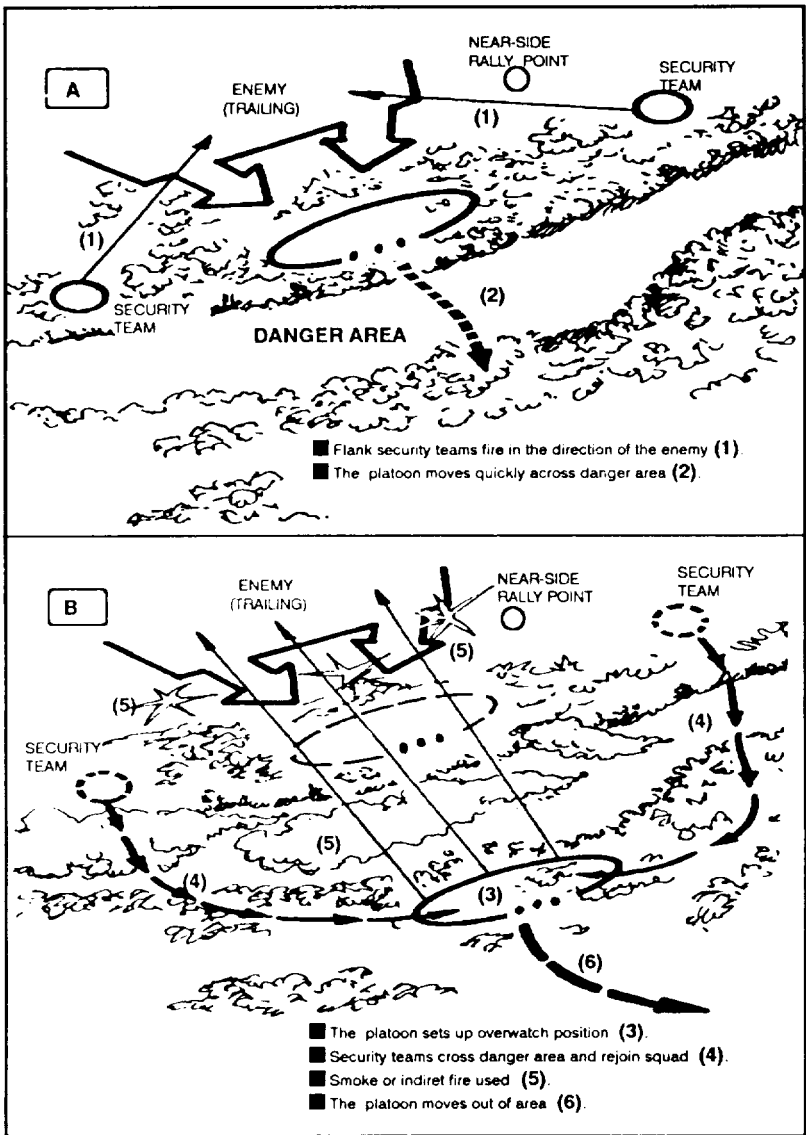 A
ENEMY
(TRAILING)
NEAR-SIDE
RALLY POINT
SECURITY
TEAM
(1)
(1)
SECURITY
TEAM
(2)
DANGER AREA
■ Flank security teams fire in the direction of the enemy (1).
■ The platoon moves quickly across danger area (2).
B
ENEMY
(TRAILING)
NEAR-SIDE
RALLY POINT
SECURITY
TEAM
(5)
(5)
(4)
SECURITY
TEAM
(5)
(4)
(3)
(6)
■ The platoon sets up overwatch position (3).
■ Security teams cross danger area and rejoin squad (4).
■ Smoke or indiret fire used (5).
■ The platoon moves out of area (6).